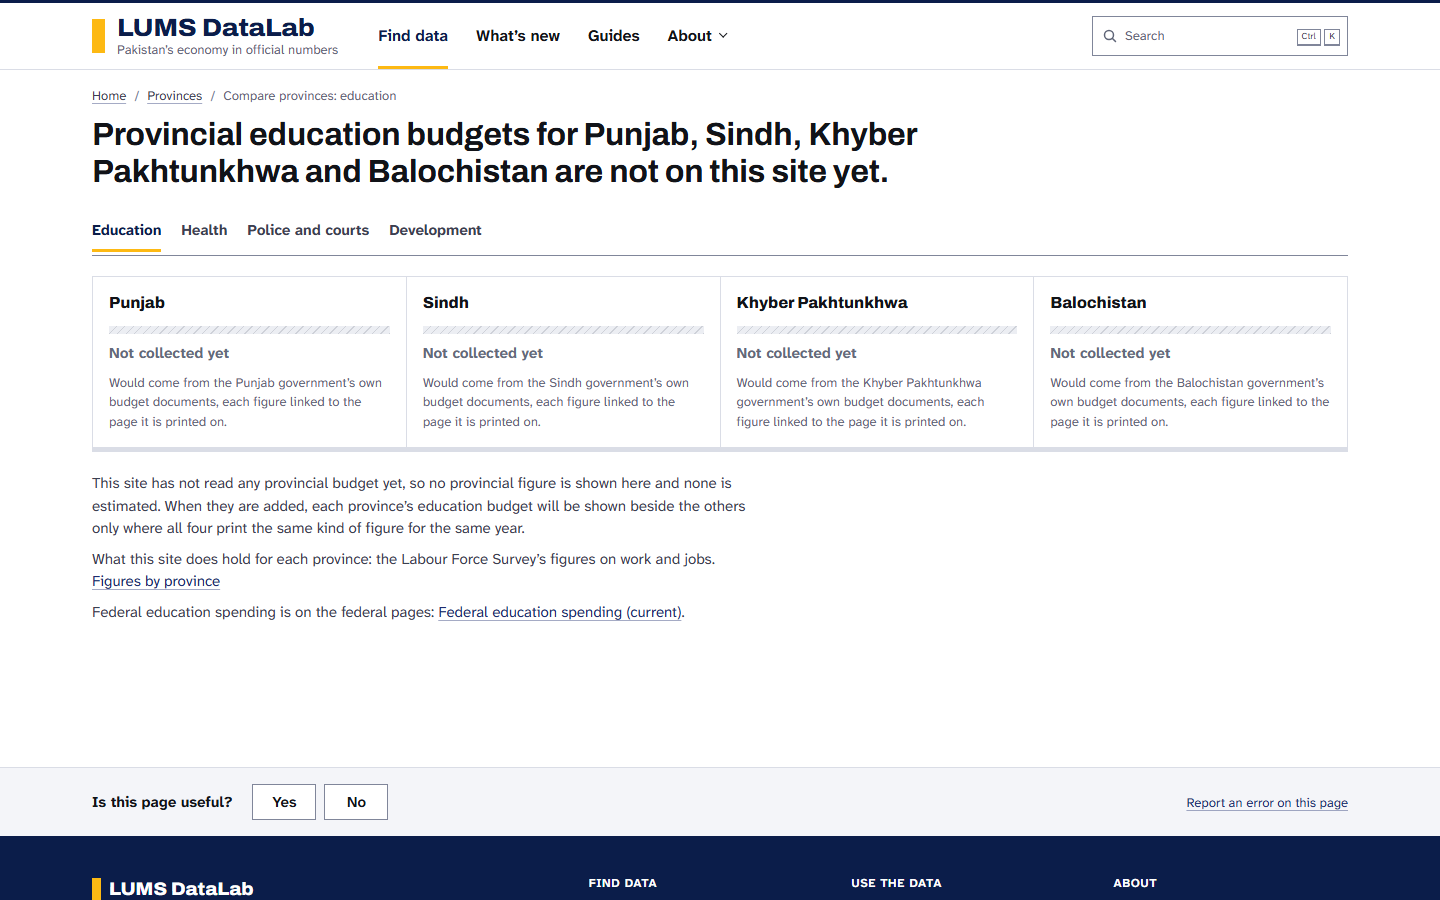 LUMS DataLab
Pakistan's economy in official numbers
Find data
What's new
Guides
About
Search
Ctrl K
Home / Provinces / Compare provinces: education
Provincial education budgets for Punjab, Sindh, Khyber
Pakhtunkhwa and Balochistan are not on this site yet.
Education
Health
Police and courts
Development
Punjab
Not collected yet
Would come from the Punjab government's own
budget documents, each figure linked to the
page it is printed on.
Sindh
Not collected yet
Would come from the Sindh government's own
budget documents, each figure linked to the
page it is printed on.
Khyber Pakhtunkhwa
Not collected yet
Would come from the Khyber Pakhtunkhwa
government's own budget documents, each
figure linked to the page it is printed on.
Balochistan
Not collected yet
Would come from the Balochistan government's
own budget documents, each figure linked to the
page it is printed on.
This site has not read any provincial budget yet, so no provincial figure is shown here and none is
estimated. When they are added, each province's education budget will be shown beside the others
only where all four print the same kind of figure for the same year.
What this site does hold for each province: the Labour Force Survey's figures on work and jobs.
Figures by province
Federal education spending is on the federal pages: Federal education spending (current).
Is this page useful?
Yes
No
Report an error on this page
LUMS DataLab
FIND DATA
USE THE DATA
ABOUT